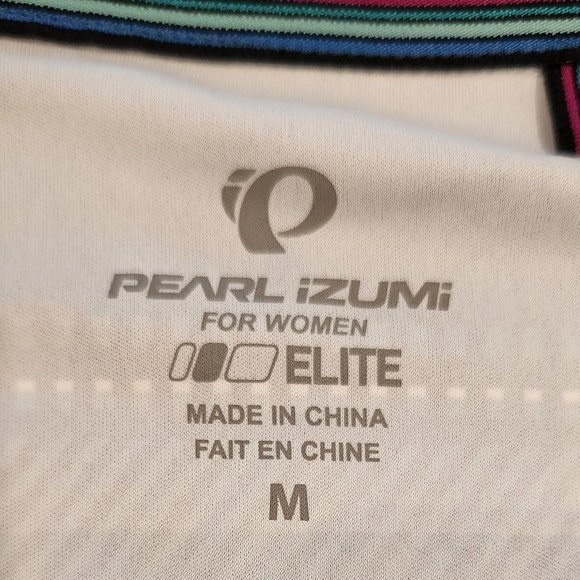 PEARL iZUMi
FOR WOMEN
ELITE
MADE IN CHINA
FAIT EN CHINE
M